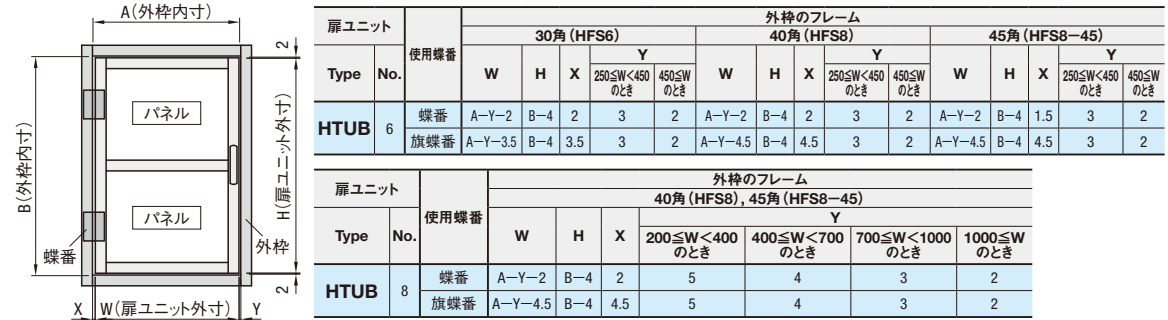 A(外枠内寸)
2
B(外枠内寸)
パネル
パネル
H(扉ユニット外寸)
蝶番
外枠
2
X W(扉ユニット外寸) Y
扉ユニット 使用蝶番 外枠のフレーム
30角(HFS6) 40角(HFS8) 45角(HFS8−45)
Type No. W H X Y W H X Y W H X Y
250≦W<450のとき 450≦Wのとき 250≦W<450のとき 450≦Wのとき 250≦W<450のとき 450≦Wのとき
HTUB 6 蝶番 A−Y−2 B−4 2 3 2 A−Y−2 B−4 2 3 2 A−Y−2 B−4 1.5 3 2
旗蝶番 A−Y−3.5 B−4 3.5 3 2 A−Y−4.5 B−4 4.5 3 2 A−Y−4.5 B−4 4.5 3 2
扉ユニット 使用蝶番 外枠のフレーム
40角(HFS8), 45角(HFS8−45)
Type No. W H X Y
200≦W<400のとき 400≦W<700のとき 700≦W<1000のとき 1000≦Wのとき
HTUB 8 蝶番 A−Y−2 B−4 2 5 4 3 2
旗蝶番 A−Y−4.5 B−4 4.5 5 4 3 2